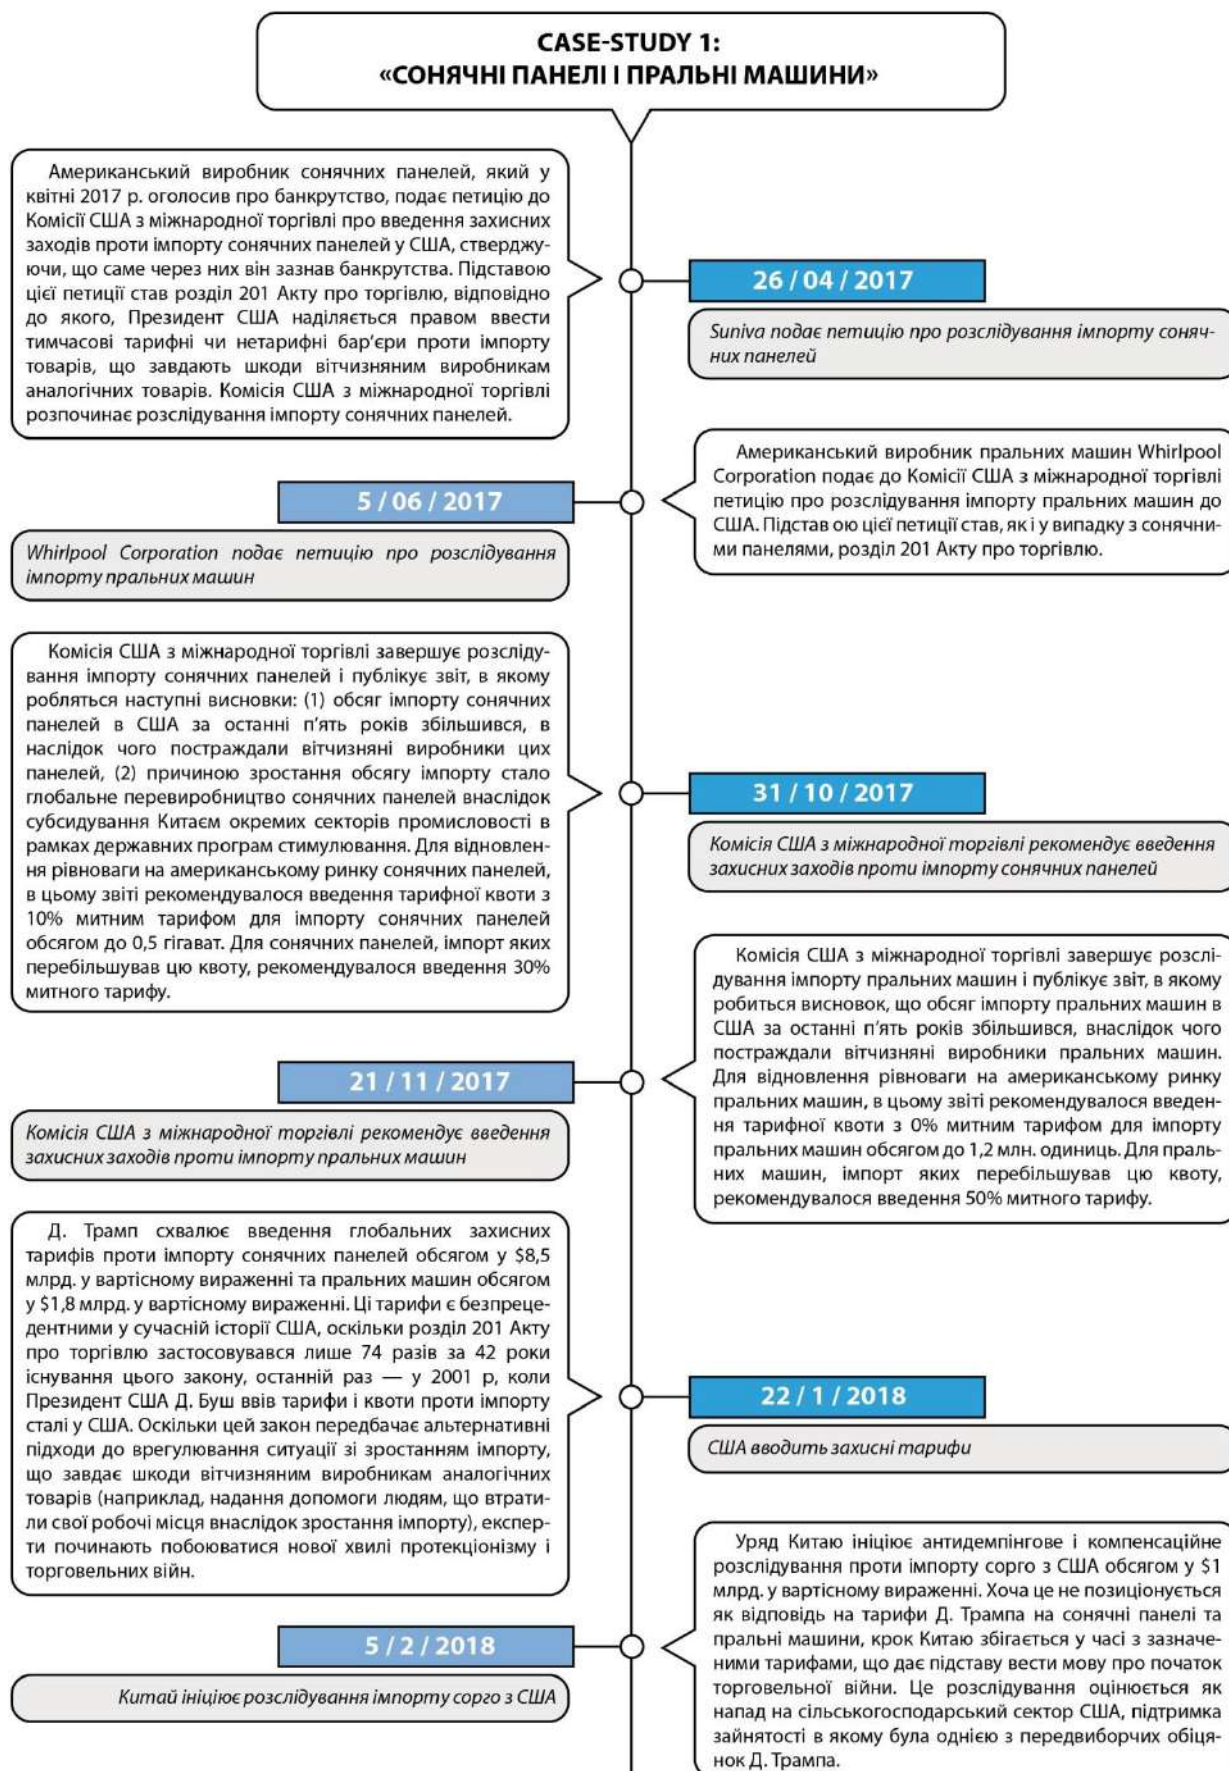 CASE-STUDY 1:
«СОНЯЧНІ ПАНЕЛІ І ПРАЛЬНІ МАШИНИ»
Американський виробник сонячних панелей, який у
квітні 2017 р. оголосив про банкрутство, подає петицію до
Комісії США з міжнародної торгівлі про введення захисних
заходів проти імпорту сонячних панелей у США, стверджу-
ючи, що саме через них він зазнав банкрутства. Підставою
цієї петиції став розділ 201 Акту про торгівлю, відповідно
до якого, Президент США наділяється правом ввести
тимчасові тарифні чи нетарифні бар’єри проти імпорту
товарів, що завдають шкоди вітчизняним виробникам
аналогічних товарів. Комісія США з міжнародної торгівлі
розпочинає розслідування імпорту сонячних панелей.
26 / 04 / 2017
Suniva подає петицію про розслідування імпорту соняч-
них панелей
Американський виробник пральних машин Whirlpool
Corporation подає до Комісії США з міжнародної торгівлі
петицію про розслідування імпорту пральних машин до
США. Підстав ою цієї петиції став, як і у випадку з сонячни-
ми панелями, розділ 201 Акту про торгівлю.
5 / 06 / 2017
Whirlpool Corporation подає петицію про розслідування
імпорту пральних машин
Комісія США з міжнародної торгівлі завершує розсліду-
вання імпорту сонячних панелей і публікує звіт, в якому
робляться наступні висновки: (1) обсяг імпорту сонячних
панелей в США за останні п’ять років збільшився, в
наслідок чого постраждали вітчизняні виробники цих
панелей, (2) причиною зростання обсягу імпорту стало
глобальне перевиробництво сонячних панелей внаслідок
субсидування Китаєм окремих секторів промисловості в
рамках державних програм стимулювання. Для відновлен-
ня рівноваги на американському ринку сонячних панелей,
в цьому звіті рекомендувалося введення тарифної квоти з
10% митним тарифом для імпорту сонячних панелей
обсягом до 0,5 гігават. Для сонячних панелей, імпорт яких
перебільшував цю квоту, рекомендувалося введення 30%
митного тарифу.
31 / 10 / 2017
Комісія США з міжнародної торгівлі рекомендує введення
захисних заходів проти імпорту сонячних панелей
Комісія США з міжнародної торгівлі завершує розслі-
дування імпорту пральних машин і публікує звіт, в якому
робиться висновок, що обсяг імпорту пральних машин в
США за останні п’ять років збільшився, внаслідок чого
постраждали вітчизняні виробники пральних машин.
Для відновлення рівноваги на американському ринку
пральних машин, в цьому звіті рекомендувалося введен-
ня тарифної квоти з 0% митним тарифом для імпорту
пральних машин обсягом до 1,2 млн. одиниць. Для праль-
них машин, імпорт яких перебільшував цю квоту,
рекомендувалося введення 50% митного тарифу.
21 / 11 / 2017
Комісія США з міжнародної торгівлі рекомендує введення
захисних заходів проти імпорту пральних машин
Д. Трамп схвалює введення глобальних захисних
тарифів проти імпорту сонячних панелей обсягом у $8,5
млрд. у вартісному вираженні та пральних машин обсягом
у $1,8 млрд. у вартісному вираженні. Ці тарифи є безпреце-
дентними у сучасній історії США, оскільки розділ 201 Акту
про торгівлю застосовувався лише 74 разів за 42 роки
існування цього закону, останній раз — у 2001 р, коли
Президент США Д. Буш ввів тарифи і квоти проти імпорту
сталі у США. Оскільки цей закон передбачає альтернативні
підходи до врегулювання ситуації зі зростанням імпорту,
що завдає шкоди вітчизняним виробникам аналогічних
товарів (наприклад, надання допомоги людям, що втрати-
ли свої робочі місця внаслідок зростання імпорту), експер-
ти починають побоюватися нової хвилі протекціонізму і
торговельних війн.
22 / 1 / 2018
США вводить захисні тарифи
Уряд Китаю ініціює антидемпінгове і компенсаційне
розслідування проти імпорту сорго з США обсягом у $1
млрд. у вартісному вираженні. Хоча це не позиціонується
як відповідь на тарифи Д. Трампа на сонячні панелі та
пральні машини, крок Китаю збігається у часі з зазначе-
ними тарифами, що дає підставу вести мову про початок
торговельної війни. Це розслідування оцінюється як
напад на сільськогосподарський сектор США, підтримка
зайнятості в якому була однією з передвиборчих обіця-
нок Д. Трампа.
5 / 2 / 2018
Китай ініціює розслідування імпорту сорго з США